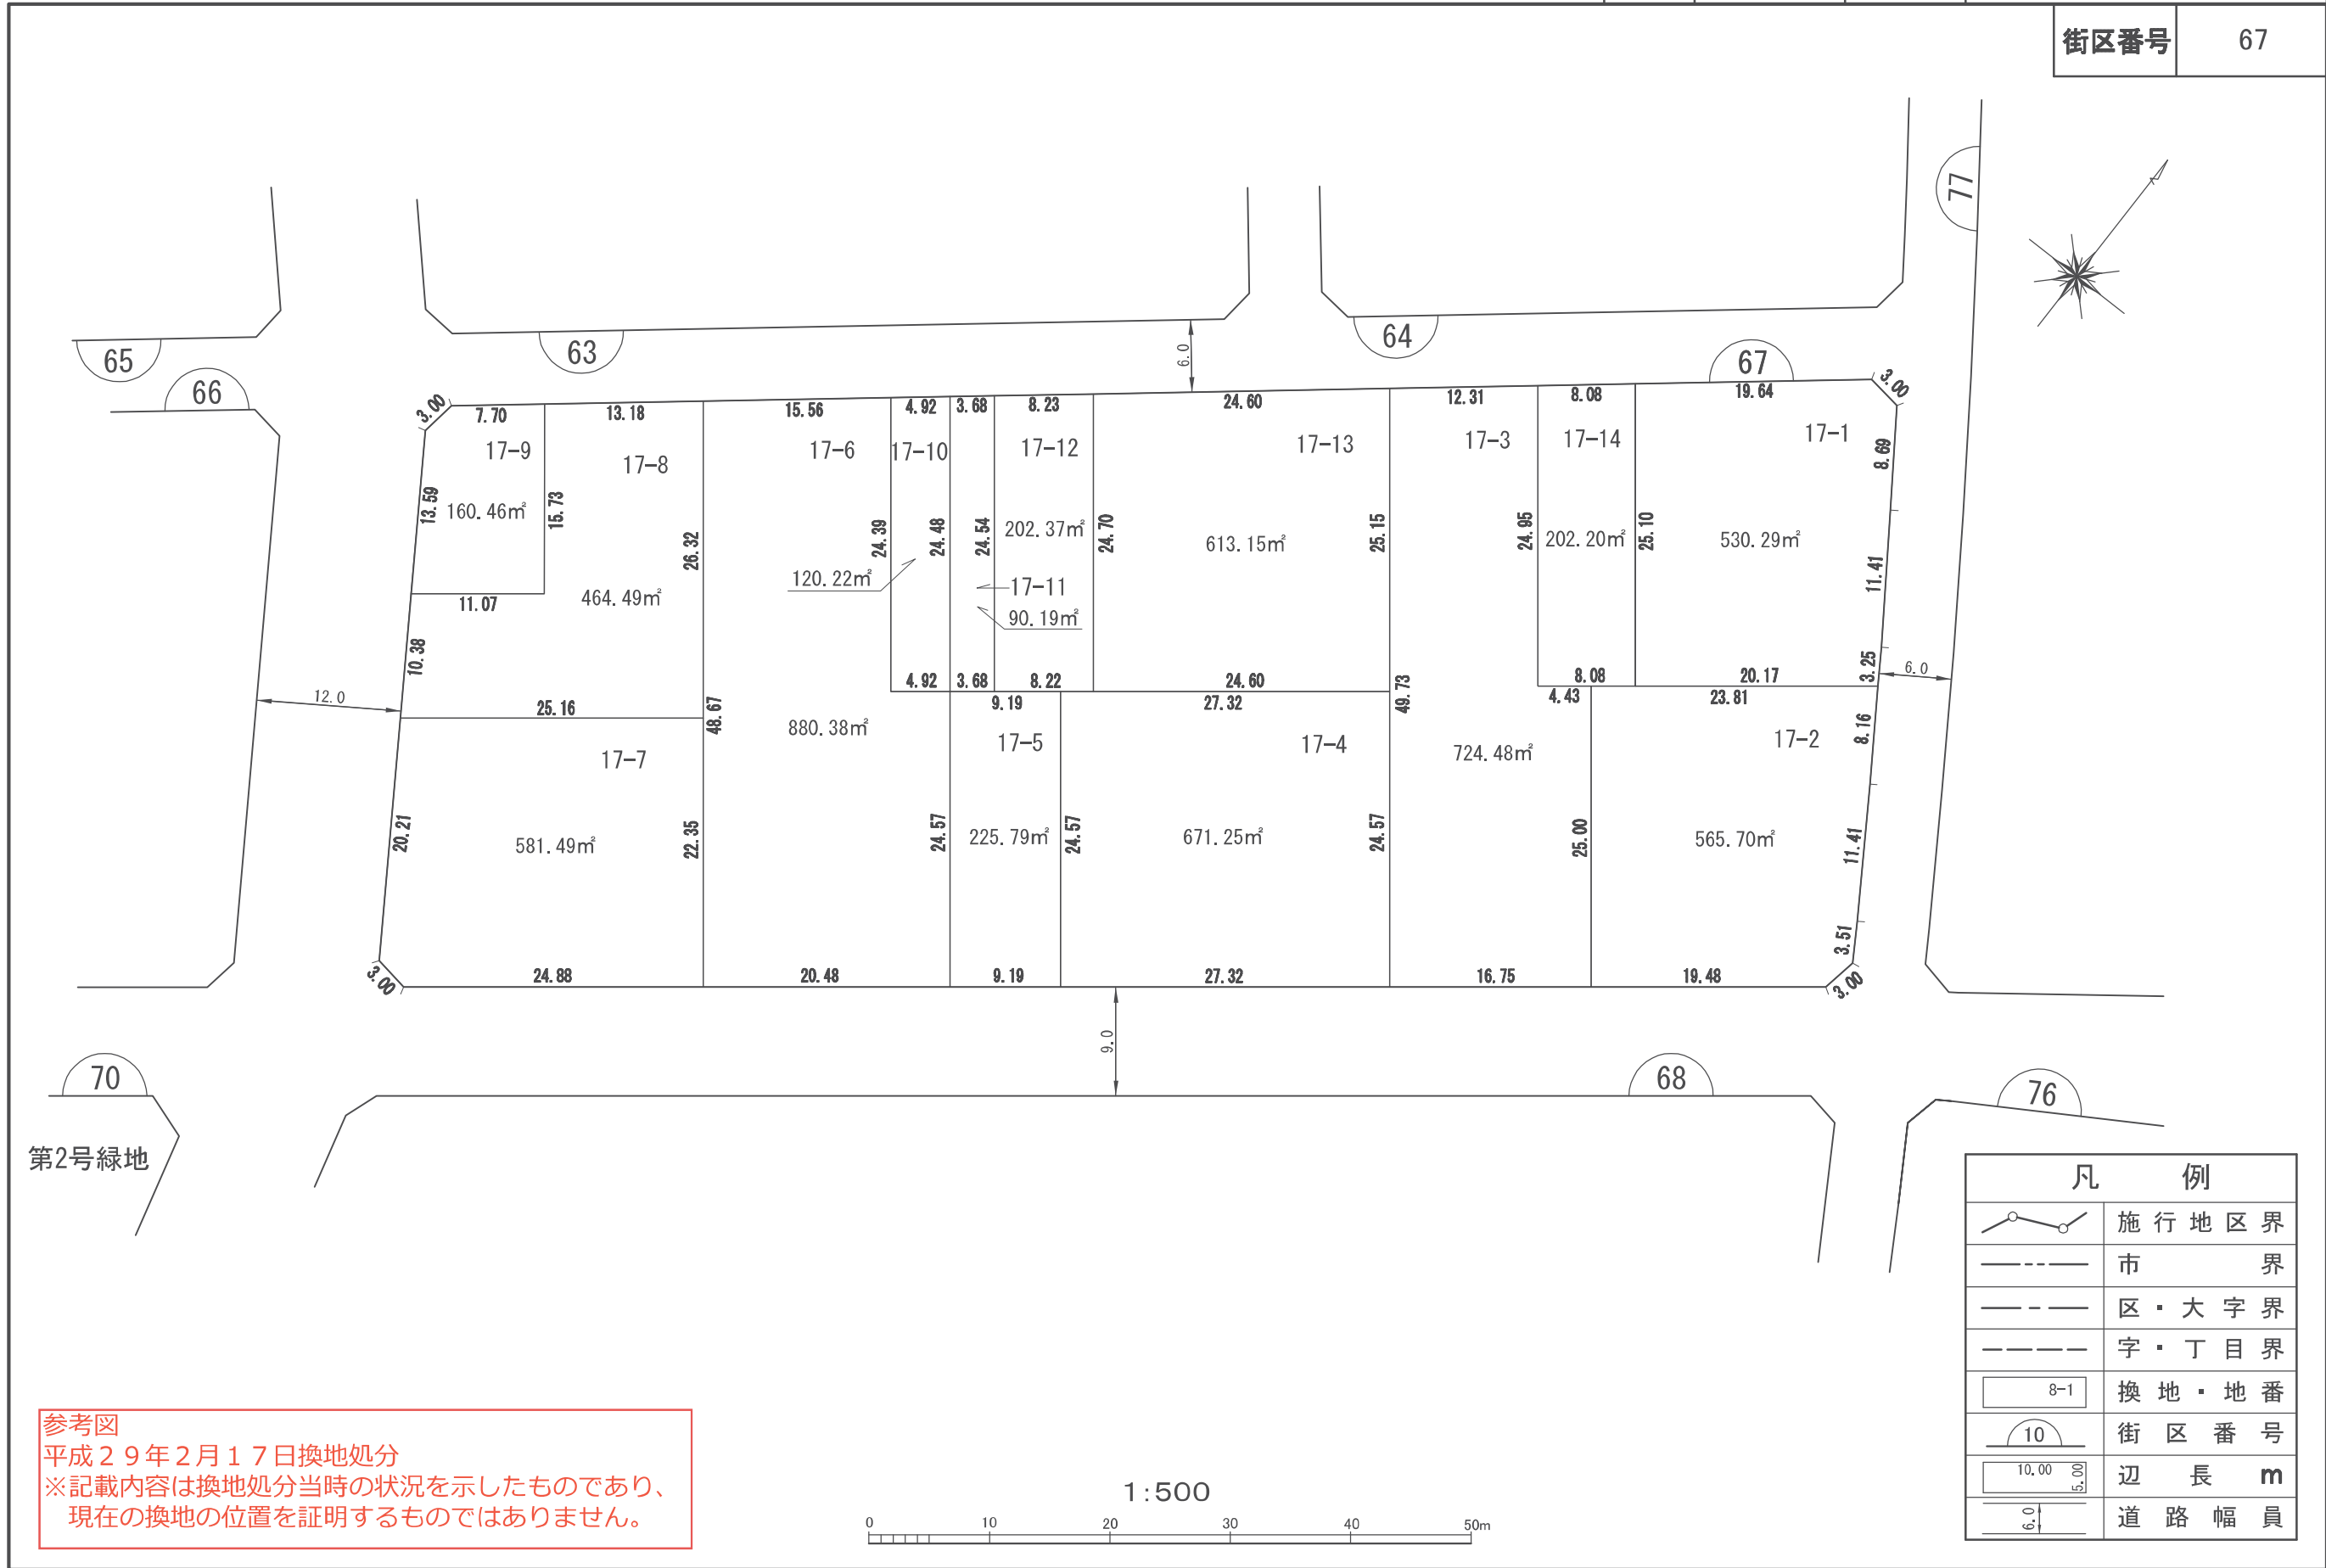 街区番号 67
77
65
66
63
64
67
6.0
3.00 7.70 13.18 15.56 4.92 3.68 8.23 24.60 12.31 8.08 19.64 3.00
17-9 17-8 17-6 17-10 17-12 17-13 17-3 17-14 17-1
8.69
13.59 160.46㎡ 15.73 26.32 24.39 24.48 24.54 202.37㎡ 24.70 613.15㎡ 25.15 24.95 202.20㎡ 25.10 530.29㎡ 11.41
120.22㎡ 17-11
11.07 464.49㎡ 90.19㎡
10.38 4.92 3.68 8.22 24.60 8.08 20.17 3.25 6.0
12.0 25.16 48.67 9.19 27.32 49.73 4.43 23.81
17-7 880.38㎡ 17-5 17-4 724.48㎡ 17-2 8.16
20.21 581.49㎡ 22.35 24.57 225.79㎡ 24.57 671.25㎡ 24.57 25.00 565.70㎡ 11.41
3.51
3.00 24.88 20.48 9.19 27.32 16.75 19.48 3.00
9.0
70
68
76
第2号緑地
凡 例
施行地区界
市 界
区・大字界
字・丁目界
8-1 換地・地番
10 街区番号
10.00 5.00 辺長 m
6.0 道路幅員
参考図
平成29年2月17日換地処分
※記載内容は換地処分当時の状況を示したものであり、
現在の換地の位置を証明するものではありません。
1:500
0 10 20 30 40 50m